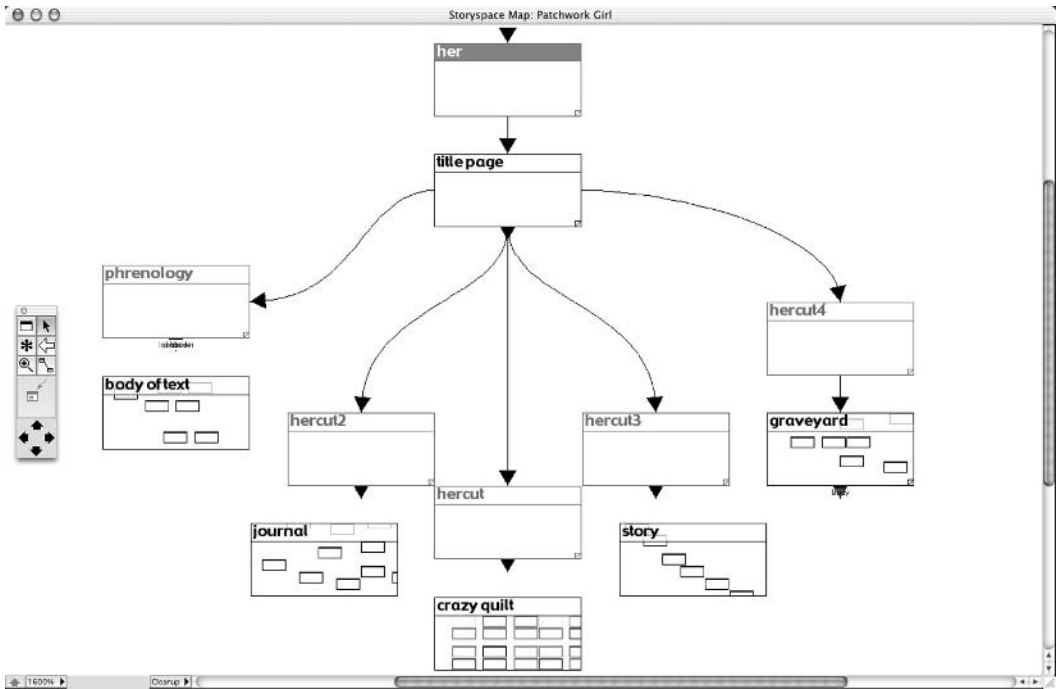 Storyspace Map: Patchwork Girl
her
title page
phrenology
hercut4
body of text
hercut2
hercut3
graveyard
hercut
journal
story
crazy quilt
1600%
Cleanup